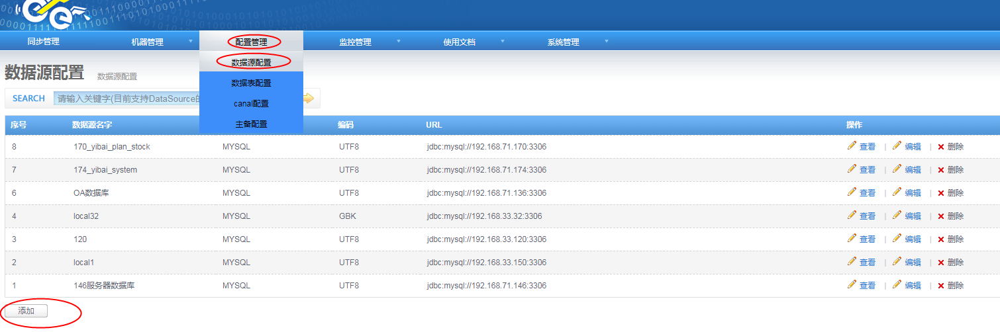 同步管理 机器管理 配置管理 监控管理 使用文档 系统管理
数据源配置
数据表配置
canal配置
主备配置
数据源配置 数据源配置
SEARCH 请输入关键字(目前支持DataSource的
序号 数据源名字 编码 URL 操作
8 170_yibai_plan_stock MYSQL UTF8 jdbc:mysql://192.168.71.170:3306 查看 | 编辑 | 删除
7 174_yibai_system MYSQL UTF8 jdbc:mysql://192.168.71.174:3306 查看 | 编辑 | 删除
6 OA数据库 MYSQL UTF8 jdbc:mysql://192.168.71.136:3306 查看 | 编辑 | 删除
4 local32 MYSQL GBK jdbc:mysql://192.168.33.32:3306 查看 | 编辑 | 删除
3 120 MYSQL UTF8 jdbc:mysql://192.168.33.120:3306 查看 | 编辑 | 删除
2 local1 MYSQL UTF8 jdbc:mysql://192.168.33.150:3306 查看 | 编辑 | 删除
1 146服务器数据库 MYSQL UTF8 jdbc:mysql://192.168.71.146:3306 查看 | 编辑 | 删除
添加